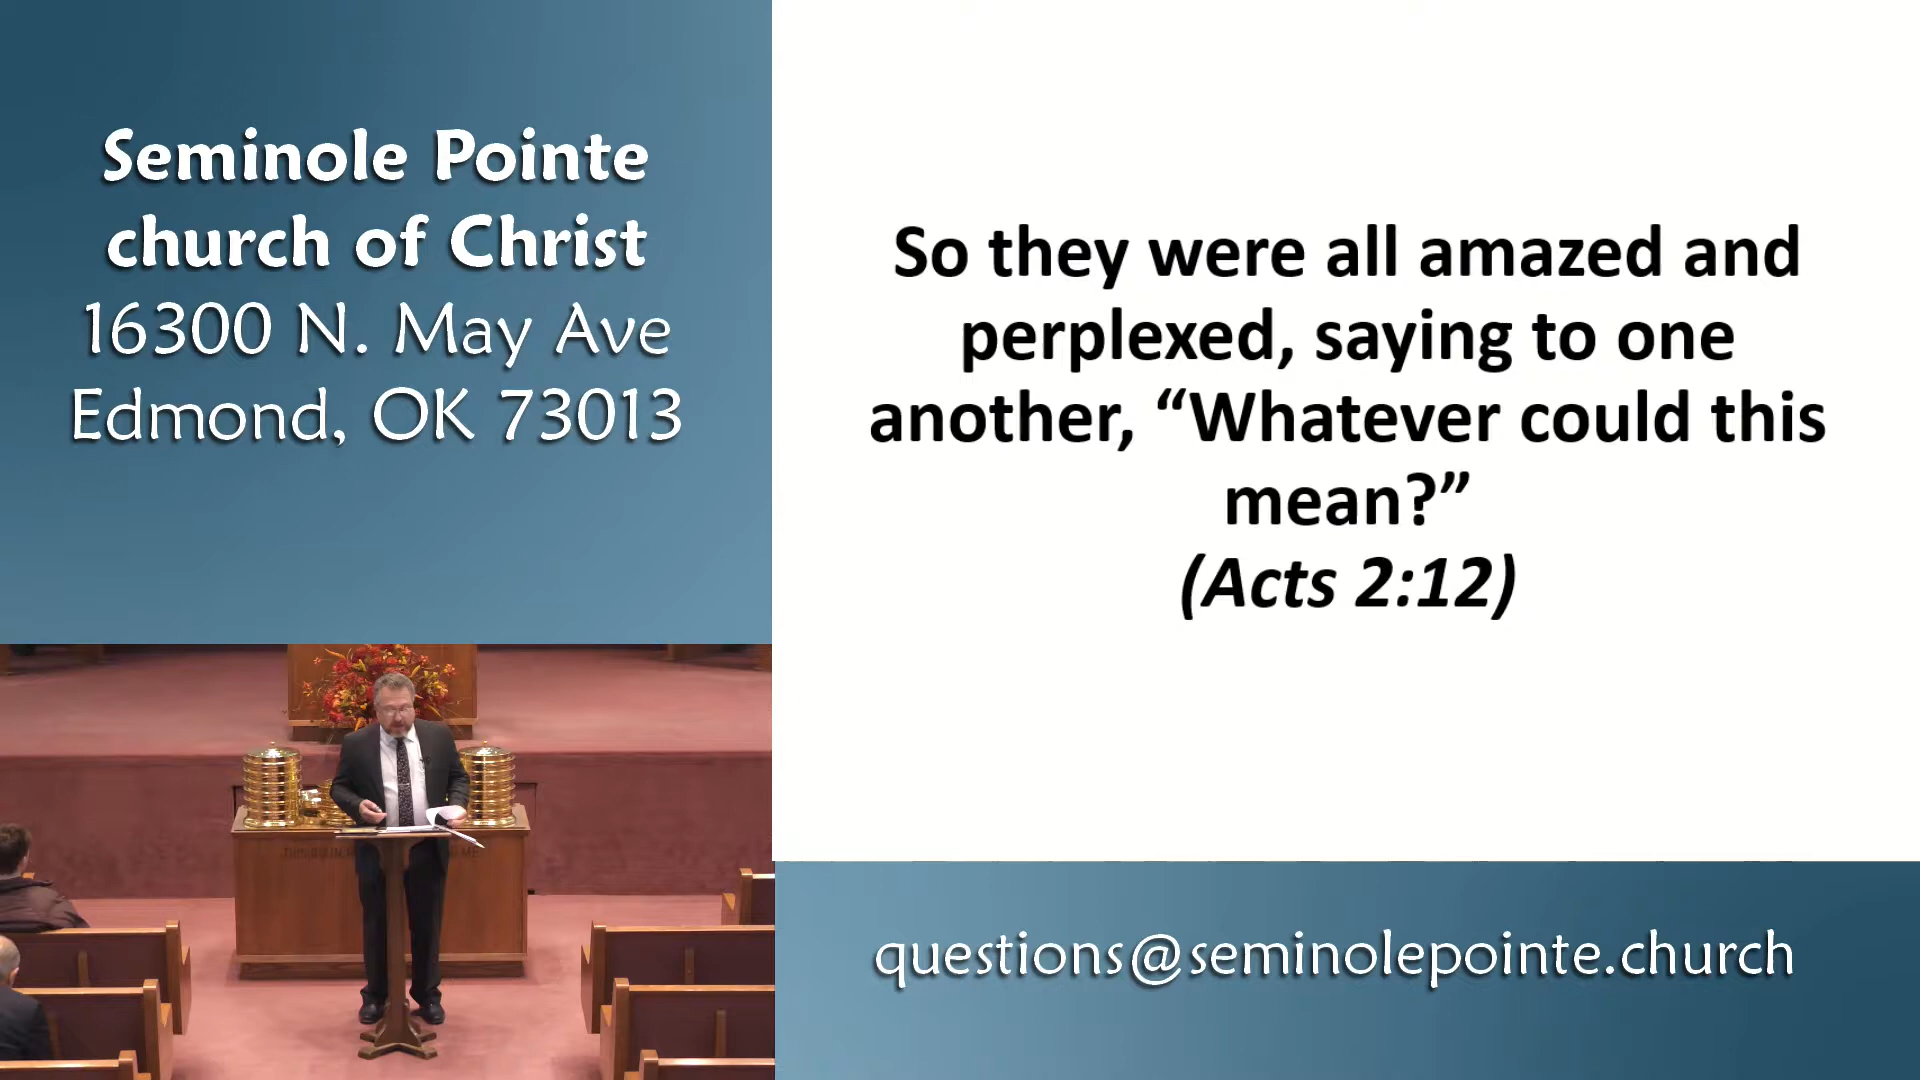 Seminole Pointe
church of Christ
16300 N. May Ave
Edmond, OK 73013
So they were all amazed and
perplexed, saying to one
another, “Whatever could this
mean?”
(Acts 2:12)
questions@seminolepointe.church